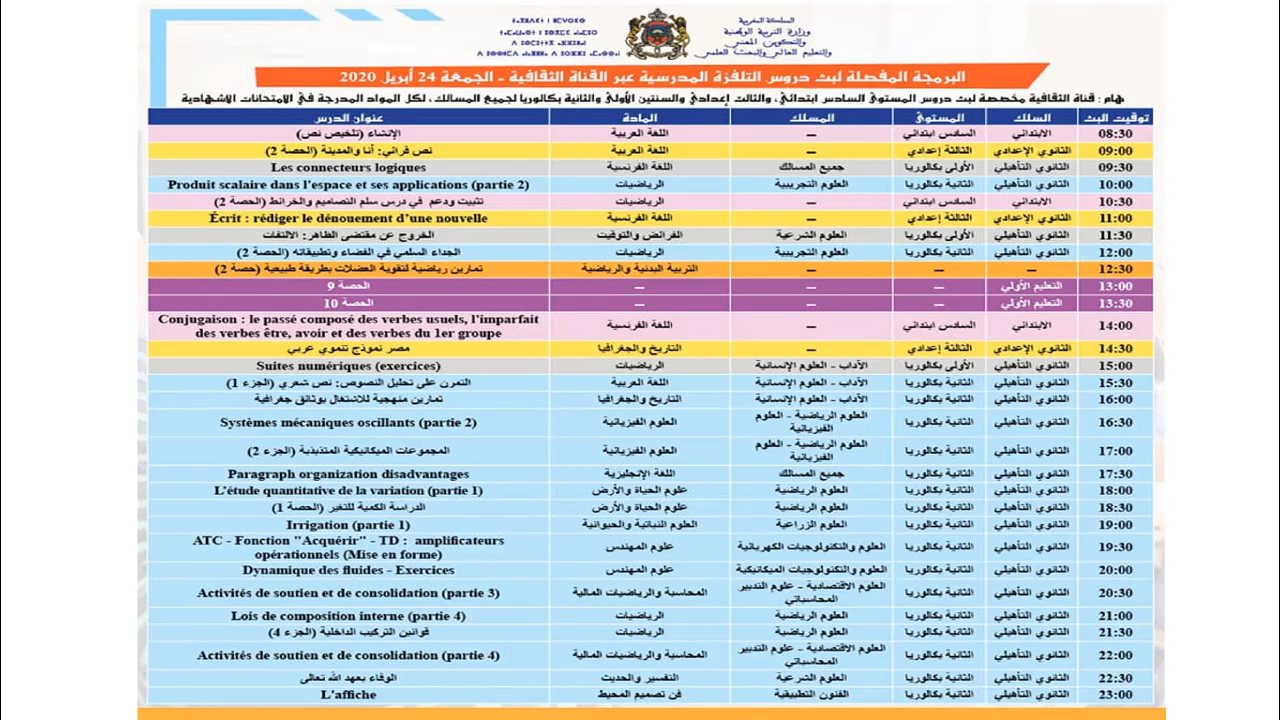 المملكة المغربية
وزارة التربية الوطنية
والتكوين المهني
والتعليم العالي والبحث العلمي
البرمجة المفصلة لبث دروس التلفزة المدرسية عبر القناة الثقافية - الجمعة 24 أبريل 2020
هام : قناة الثقافية مخصصة لبث دروس المستوى السادس ابتدائي، والثالث إعدادي والسنتين الأولى والثانية بكالوريا لجميع المسالك، لكل المواد المدرجة في الامتحانات الاشهادية
توقيت البث السلك المستوى المسلك المادة عنوان الدرس
08:30 الابتدائي السادس ابتدائي — اللغة العربية الإنشاء (تلخيص نص)
09:00 الثانوي الإعدادي الثالثة إعدادي — اللغة العربية نص قرائي: أنا والمدينة (الحصة 2)
09:30 الثانوي التأهيلي الأولى بكالوريا جميع المسالك اللغة الفرنسية Les connecteurs logiques
10:00 الثانوي التأهيلي الثانية بكالوريا العلوم التجريبية الرياضيات Produit scalaire dans l'espace et ses applications (partie 2)
10:30 الابتدائي السادس ابتدائي — الرياضيات تثبيت ودعم في درس سلم التصاميم والخرائط (الحصة 2)
11:00 الثانوي الإعدادي الثالثة إعدادي — اللغة الفرنسية Écrit : rédiger le dénouement d'une nouvelle
11:30 الثانوي التأهيلي الأولى بكالوريا العلوم الشرعية الفرائض والتوقيت الخروج عن مقتضى الظاهر: الالتفات
12:00 الثانوي التأهيلي الثانية بكالوريا العلوم التجريبية الرياضيات الجداء السلمي في الفضاء وتطبيقاته (الحصة 2)
12:30 — — — التربية البدنية والرياضية تمارين رياضية لتقوية العضلات بطريقة طبيعية (حصة 2)
13:00 التعليم الأولي — — — الحصة 9
13:30 التعليم الأولي — — — الحصة 10
14:00 الابتدائي السادس ابتدائي — اللغة الفرنسية Conjugaison : le passé composé des verbes usuels, l'imparfait
des verbes être, avoir et des verbes du 1er groupe
14:30 الثانوي الإعدادي الثالثة إعدادي — التاريخ والجغرافيا مصر نموذج تنموي عربي
15:00 الثانوي التأهيلي الأولى بكالوريا الآداب - العلوم الإنسانية الرياضيات Suites numériques (exercices)
15:30 الثانوي التأهيلي الثانية بكالوريا الآداب - العلوم الإنسانية اللغة العربية التمرن على تحليل النصوص: نص شعري (الجزء 1)
16:00 الثانوي التأهيلي الثانية بكالوريا الآداب - العلوم الإنسانية التاريخ والجغرافيا تمارين منهجية للاشتغال بوثائق جغرافية
16:30 الثانوي التأهيلي الثانية بكالوريا العلوم الرياضية - العلوم الفيزيائية العلوم الفيزيائية Systèmes mécaniques oscillants (partie 2)
17:00 الثانوي التأهيلي الثانية بكالوريا العلوم الرياضية - العلوم الفيزيائية العلوم الفيزيائية المجموعات الميكانيكية المتذبذبة (الجزء 2)
17:30 الثانوي التأهيلي الثانية بكالوريا جميع المسالك اللغة الإنجليزية Paragraph organization disadvantages
18:00 الثانوي التأهيلي الثانية بكالوريا العلوم الرياضية علوم الحياة والأرض L'étude quantitative de la variation (partie 1)
18:30 الثانوي التأهيلي الثانية بكالوريا العلوم الرياضية علوم الحياة والأرض الدراسة الكمية للتغير (الحصة 1)
19:00 الثانوي التأهيلي الثانية بكالوريا العلوم الزراعية العلوم النباتية والحيوانية Irrigation (partie 1)
19:30 الثانوي التأهيلي الثانية بكالوريا العلوم والتكنولوجيات الكهربائية علوم المهندس ATC - Fonction "Acquérir" - TD : amplificateurs
opérationnels (Mise en forme)
20:00 الثانوي التأهيلي الثانية بكالوريا العلوم والتكنولوجيات الميكانيكية علوم المهندس Dynamique des fluides - Exercices
20:30 الثانوي التأهيلي الثانية بكالوريا العلوم الاقتصادية - علوم التدبير المحاسباتي المحاسبة والرياضيات المالية Activités de soutien et de consolidation (partie 3)
21:00 الثانوي التأهيلي الثانية بكالوريا العلوم الرياضية الرياضيات Lois de composition interne (partie 4)
21:30 الثانوي التأهيلي الثانية بكالوريا العلوم الرياضية الرياضيات قوانين التركيب الداخلية (الجزء 4)
22:00 الثانوي التأهيلي الثانية بكالوريا العلوم الاقتصادية - علوم التدبير المحاسباتي المحاسبة والرياضيات المالية Activités de soutien et de consolidation (partie 4)
22:30 الثانوي التأهيلي الثانية بكالوريا العلوم الشرعية التفسير والحديث الوفاء بعهد الله تعالى
23:00 الثانوي التأهيلي الثانية بكالوريا الفنون التطبيقية فن تصميم المحيط L'affiche